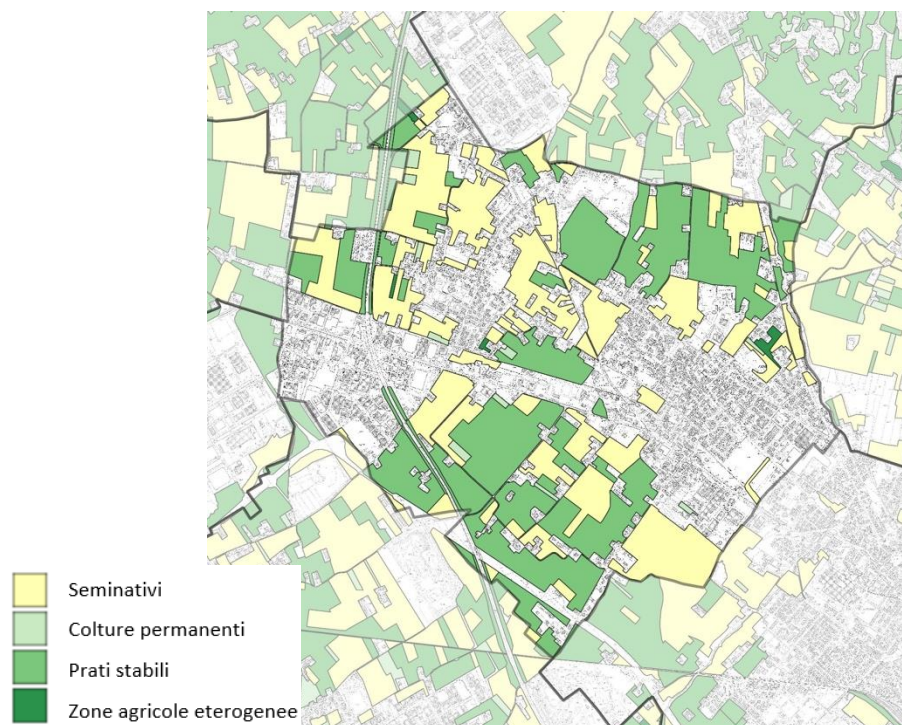 Seminativi
Colture permanenti
Prati stabili
Zone agricole eterogenee